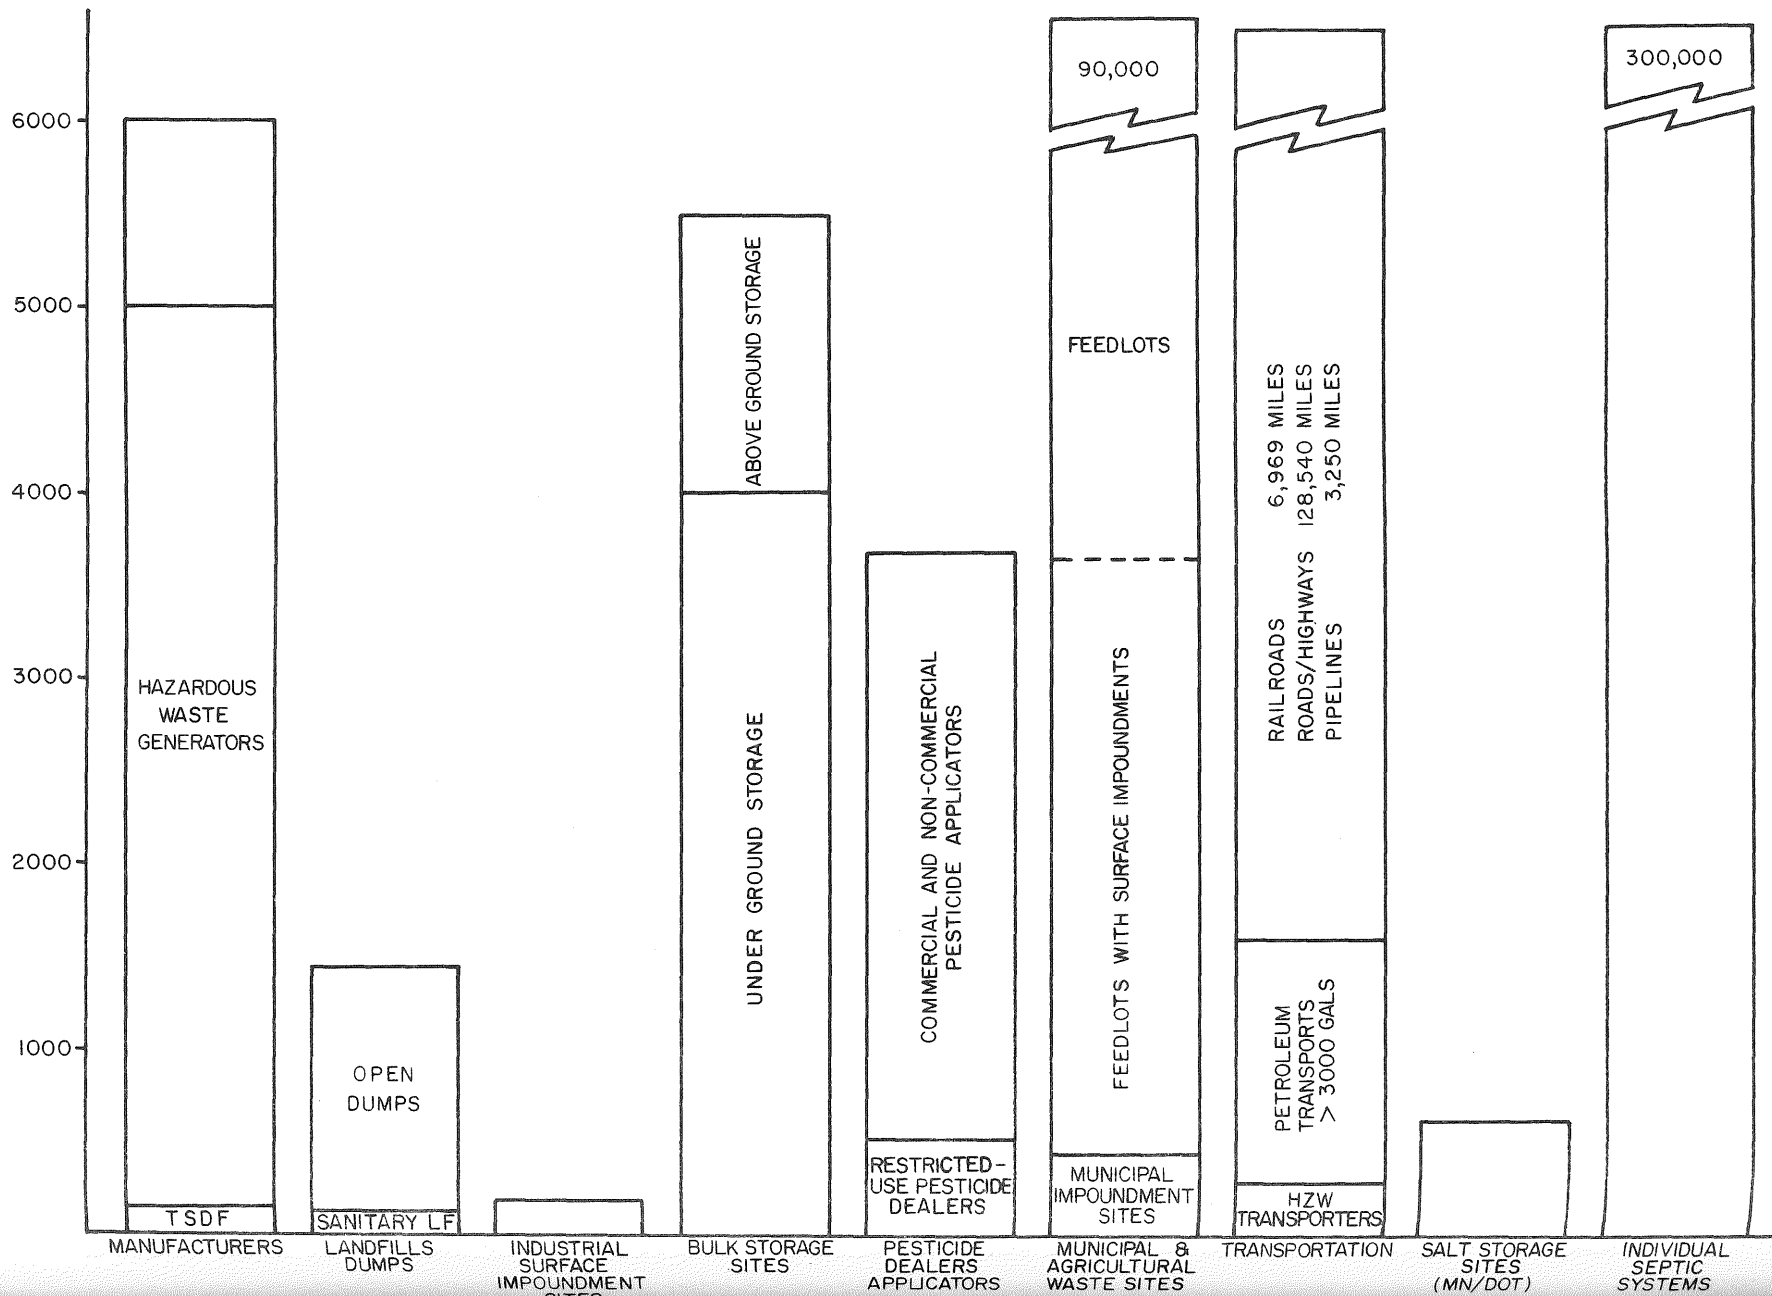 6000
5000
4000
3000
2000
1000
HAZARDOUS
WASTE
GENERATORS
TSDF
MANUFACTURERS
OPEN
DUMPS
SANITARY LF
LANDFILLS
DUMPS
INDUSTRIAL
SURFACE
IMPOUNDMENT
SITES
ABOVE GROUND STORAGE
UNDER GROUND STORAGE
BULK STORAGE
SITES
COMMERCIAL AND NON-COMMERCIAL
PESTICIDE APPLICATORS
RESTRICTED-
USE PESTICIDE
DEALERS
PESTICIDE
DEALERS
APPLICATORS
90,000
FEEDLOTS
FEEDLOTS WITH SURFACE IMPOUNDMENTS
MUNICIPAL
IMPOUNDMENT
SITES
MUNICIPAL &
AGRICULTURAL
WASTE SITES
RAILROADS 6,969 MILES
ROADS/HIGHWAYS 128,540 MILES
PIPELINES 3,250 MILES
PETROLEUM
TRANSPORTS
> 3000 GALS
HZW
TRANSPORTERS
TRANSPORTATION
SALT STORAGE
SITES
(MN/DOT)
300,000
INDIVIDUAL
SEPTIC
SYSTEMS